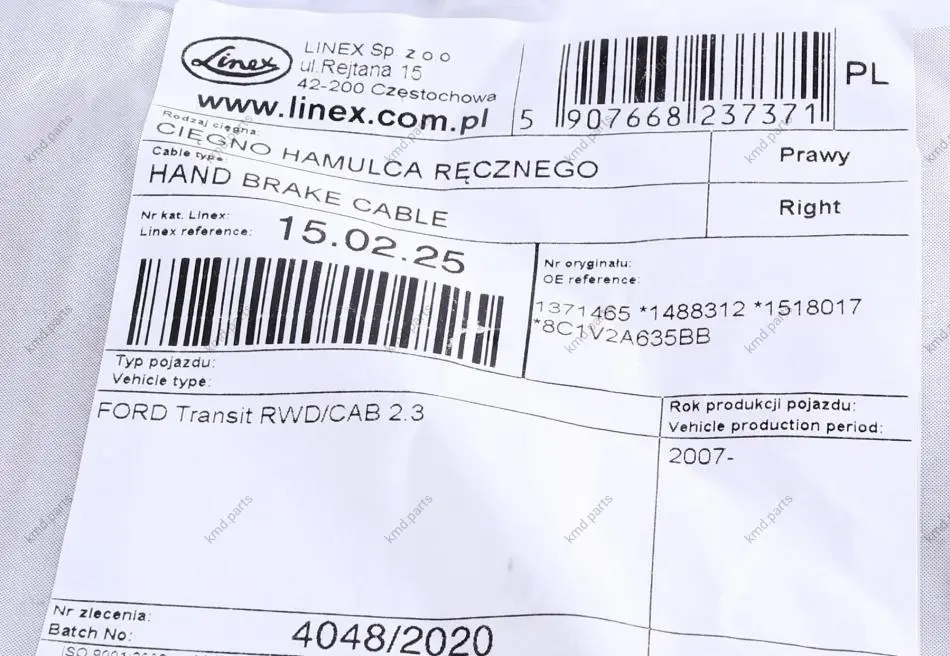 Linex
LINEX Sp z o.o
ul.Rejtana 15
42-200 Częstochowa
www.linex.com.pl
5 907668 237371
PL
Rodzaj cięgna:
CIĘGNO HAMULCA RĘCZNEGO
Prawy
Cable type:
HAND BRAKE CABLE
Right
Nr kat. Linex:
Linex reference:
15.02.25
Nr oryginału:
OE reference:
1371465 *1488312 *1518017
*8C1V2A635BB
Typ pojazdu:
Vehicle type:
FORD Transit RWD/CAB 2.3
Rok produkcji pojazdu:
Vehicle production period:
2007-
Nr zlecenia:
Batch No:
4048/2020
kmd.parts